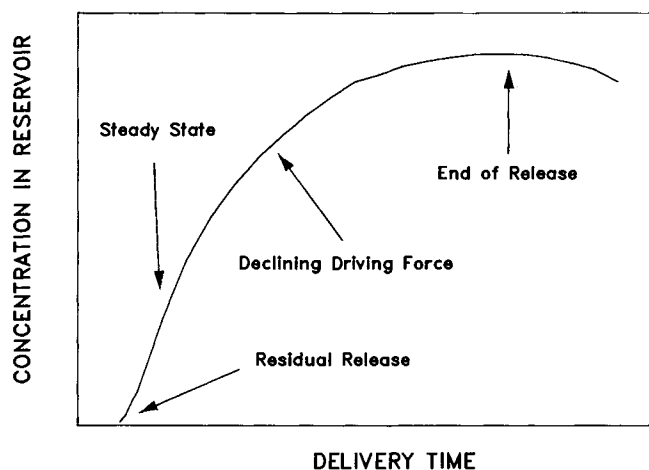 CONCENTRATION IN RESERVOIR
Steady State
End of Release
Declining Driving Force
Residual Release
DELIVERY TIME